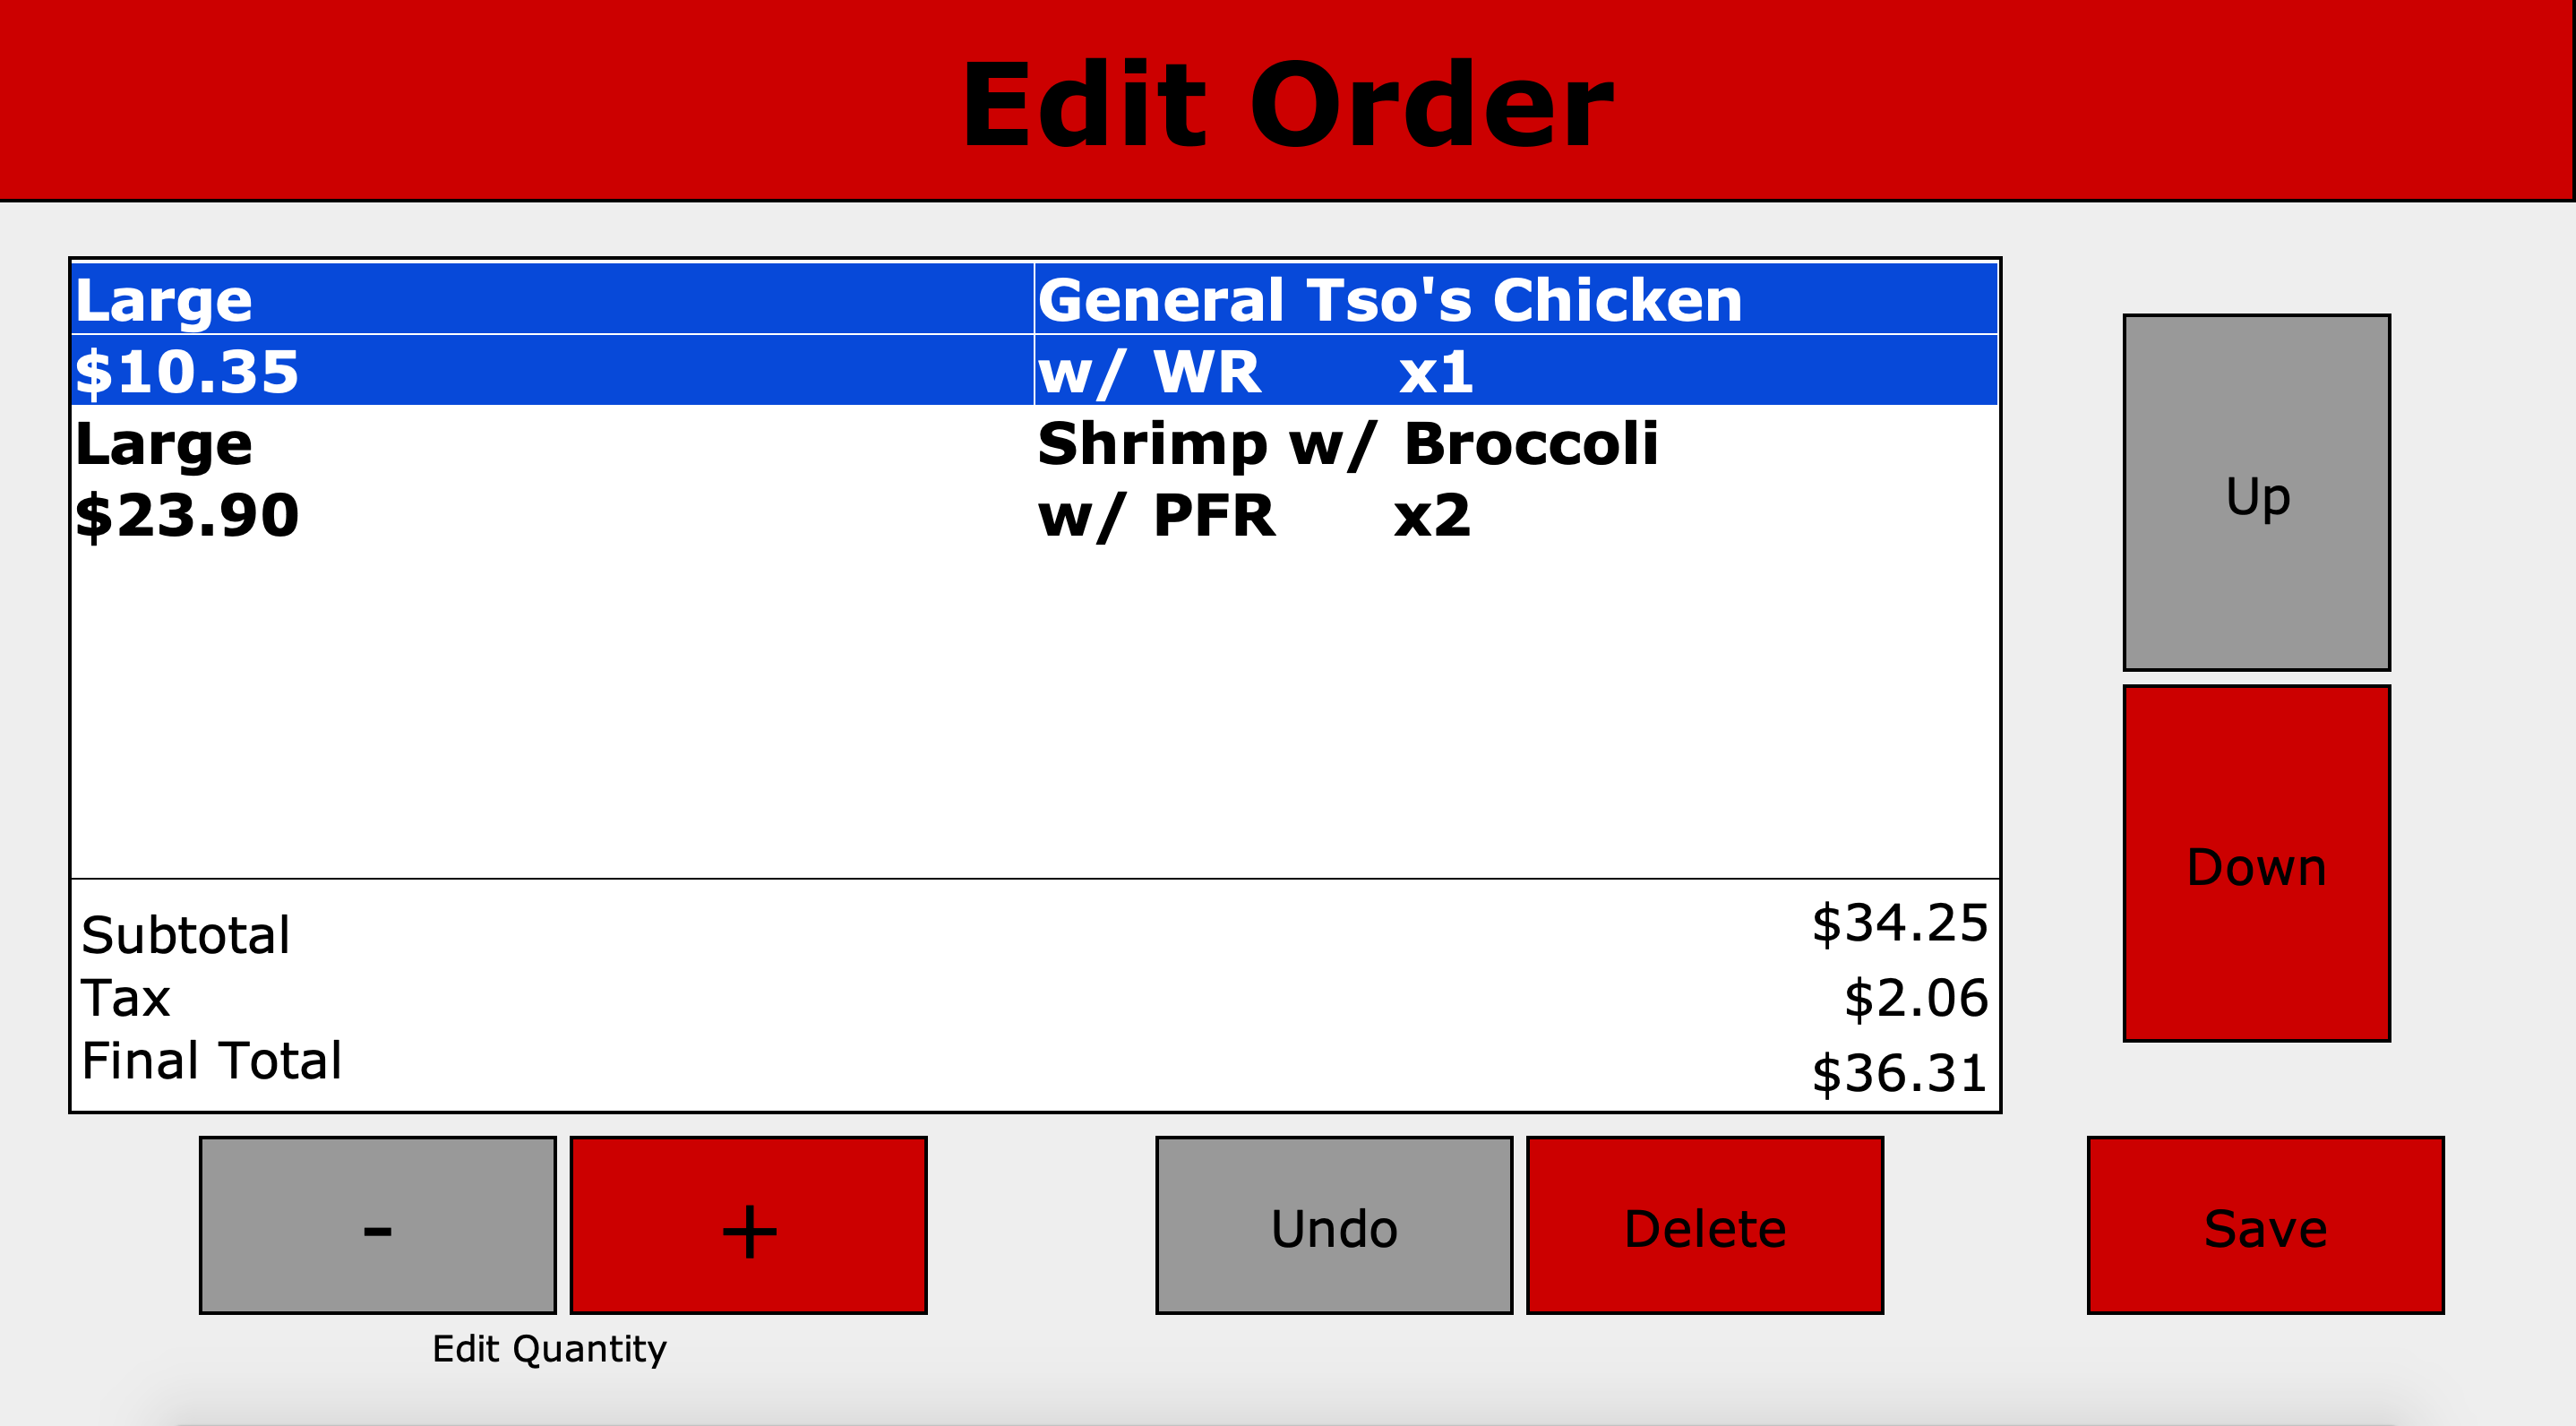 Edit Order
Large General Tso's Chicken
$10.35 w/ WR x1
Large Shrimp w/ Broccoli
$23.90 w/ PFR x2
Up
Down
Subtotal $34.25
Tax $2.06
Final Total $36.31
- + Undo Delete Save
Edit Quantity